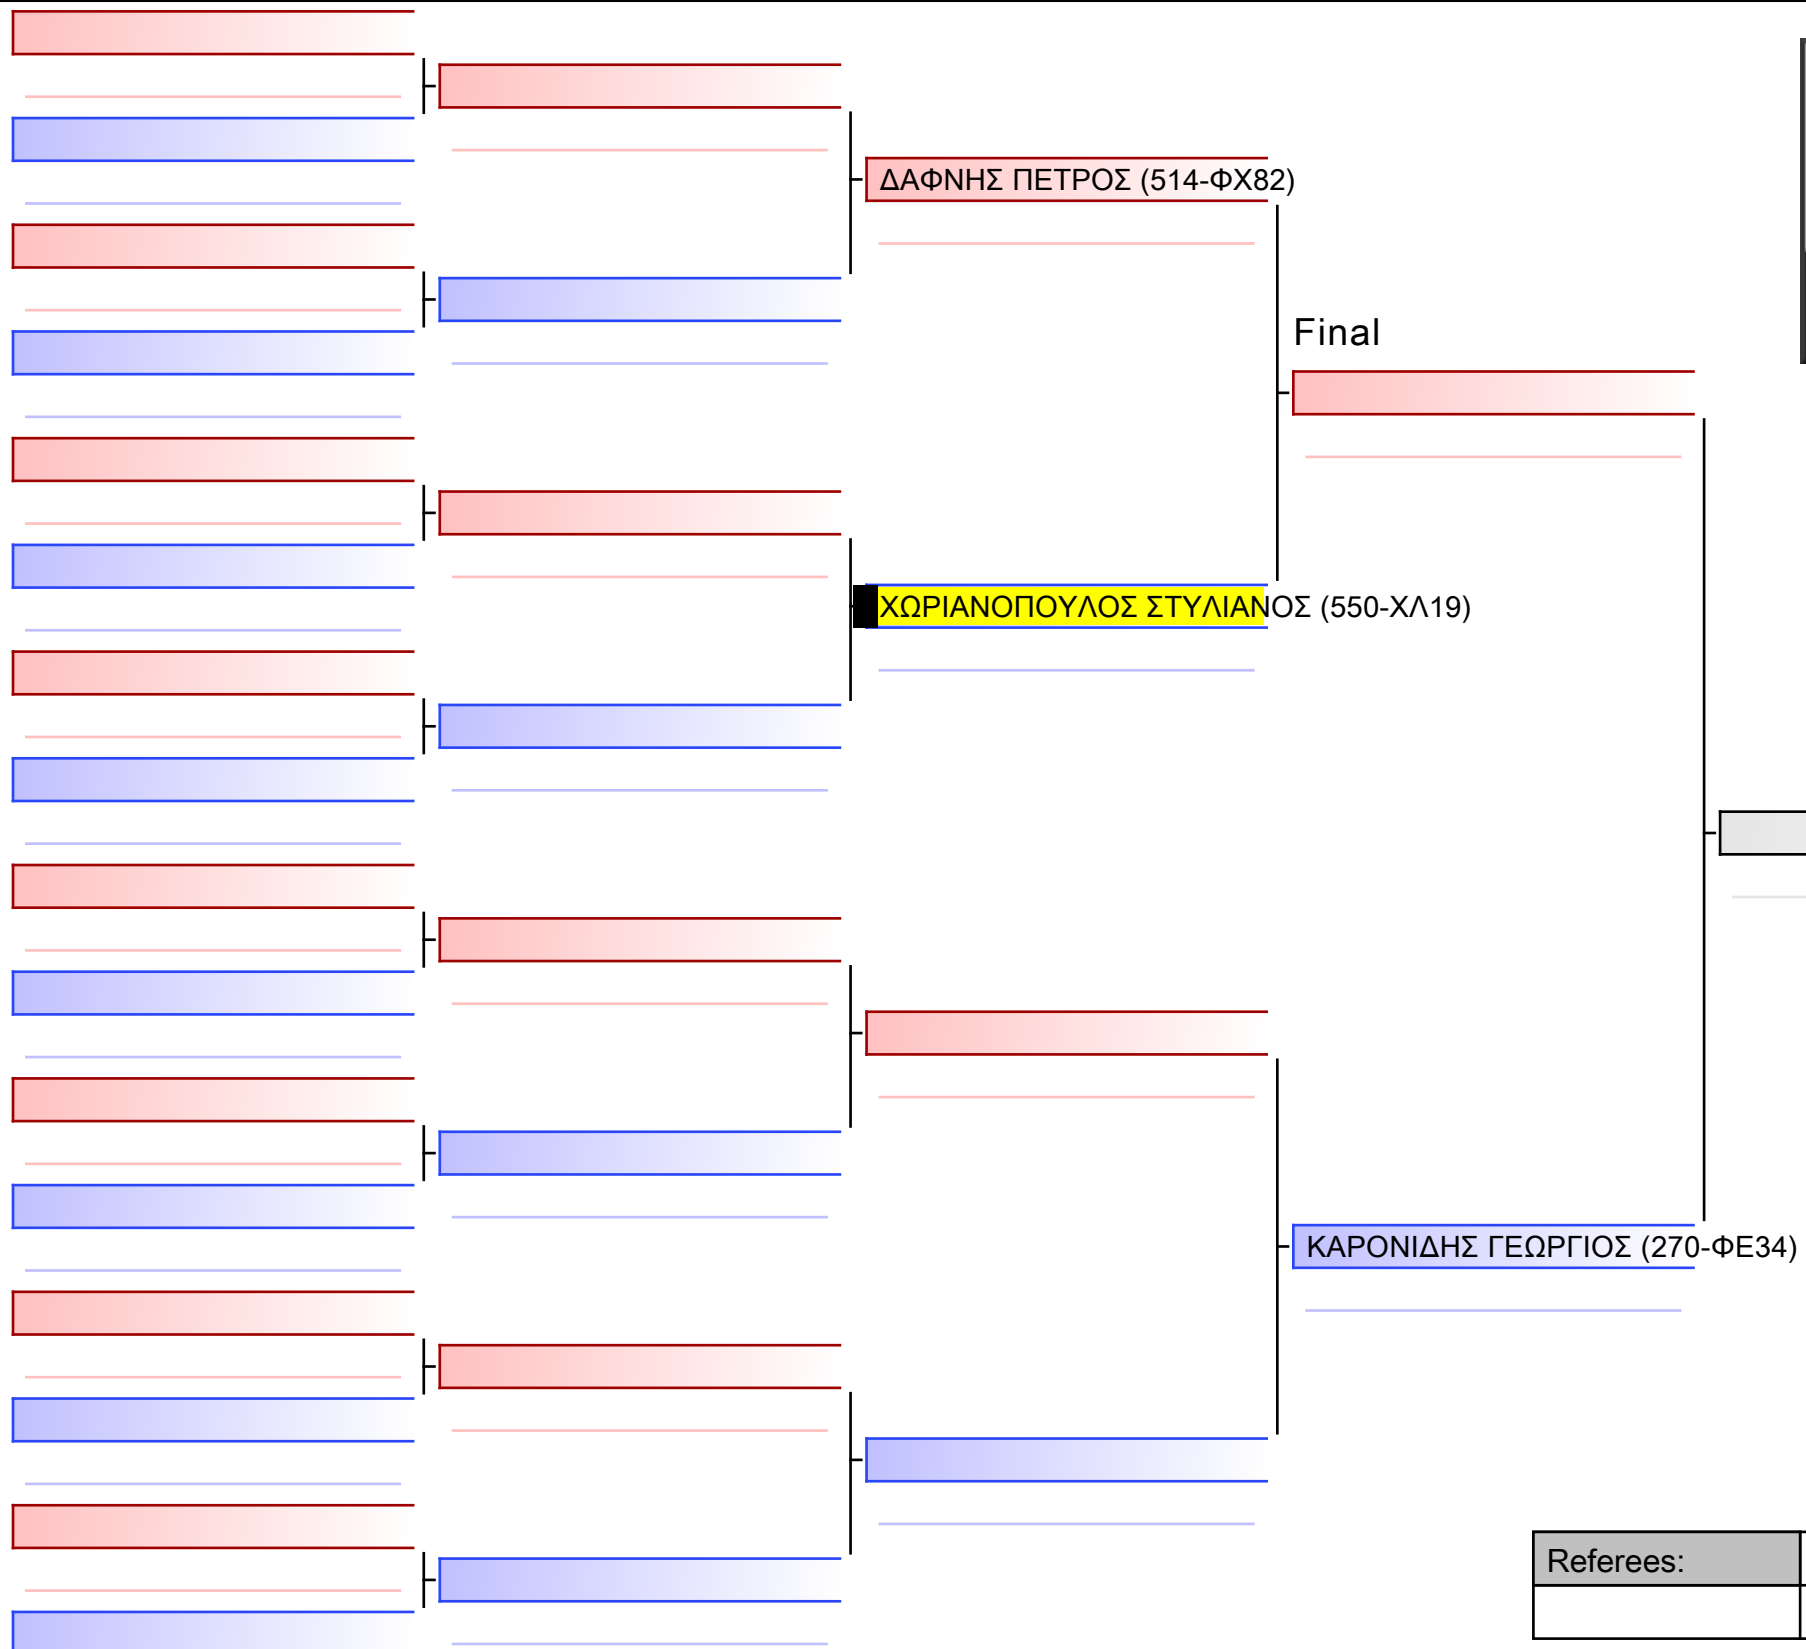 ΔΑΦΝΗΣ ΠΕΤΡΟΣ (514-ΦΧ82)
Final
ΧΩΡΙΑΝΟΠΟΥΛΟΣ ΣΤΥΛΙΑΝΟΣ (550-ΧΛ19)
ΚΑΡΟΝΙΔΗΣ ΓΕΩΡΓΙΟΣ (270-ΦΕ34)
Referees: